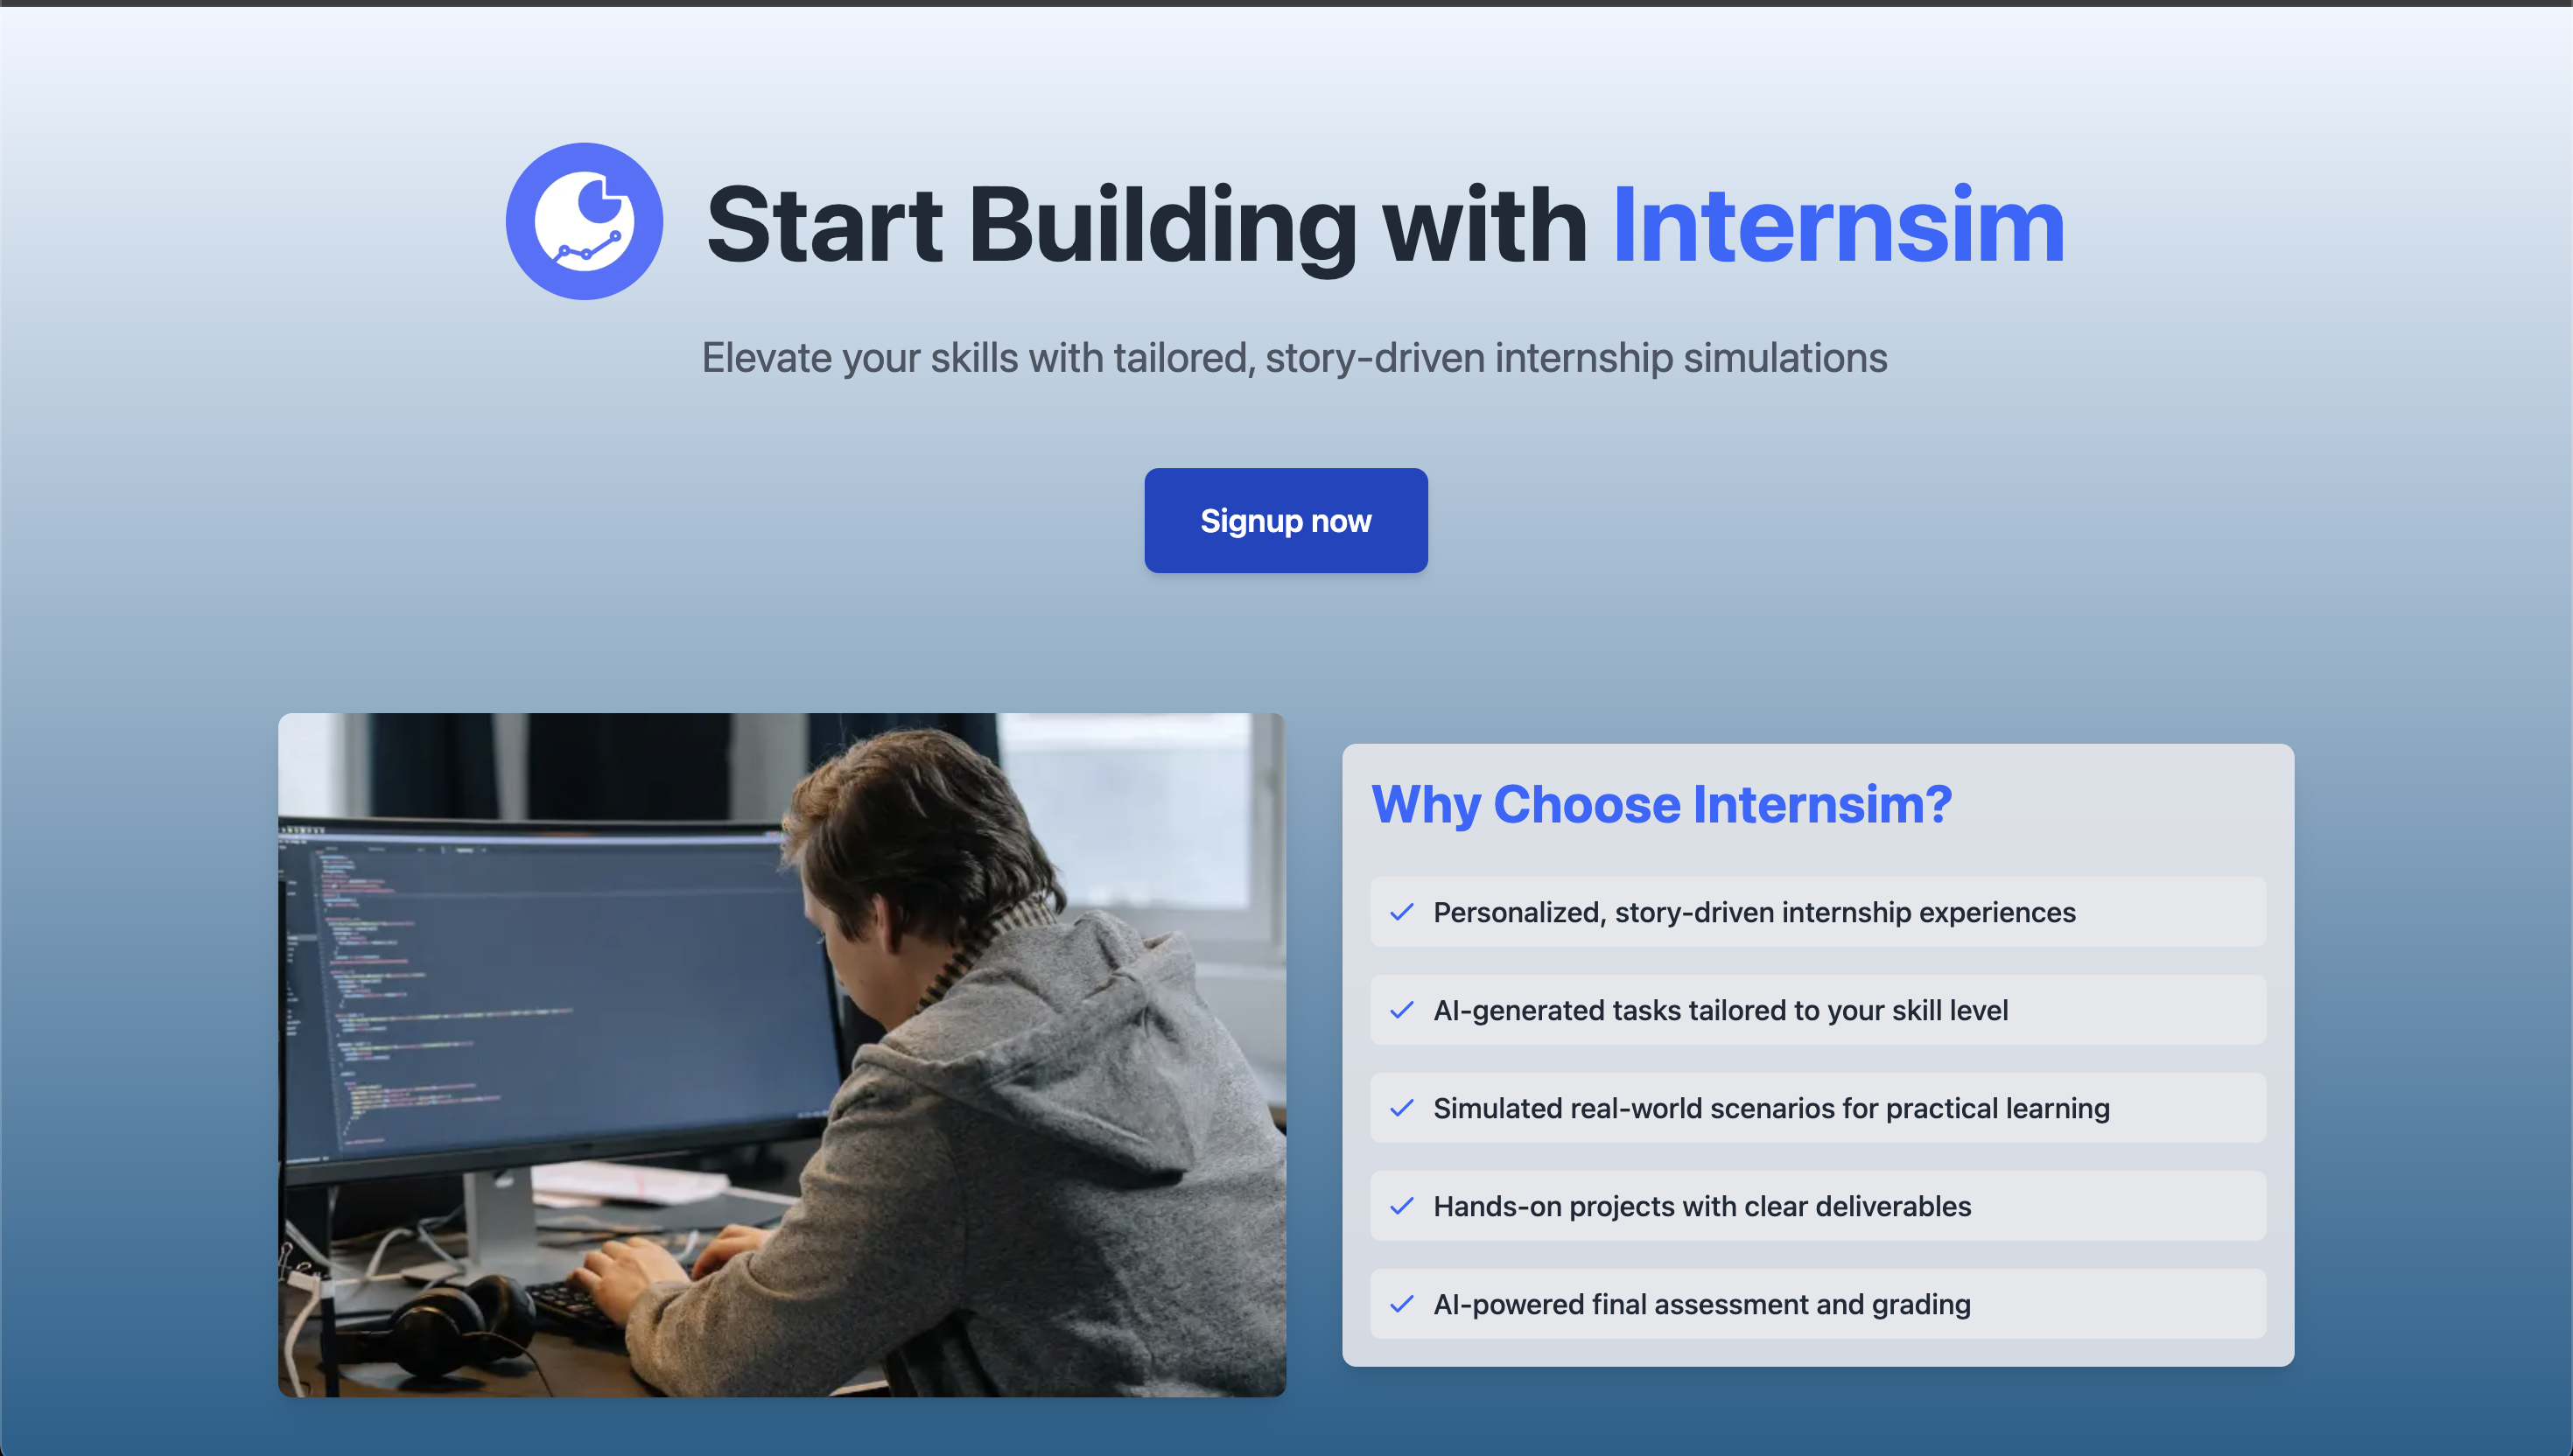 Start Building with Internsim
Elevate your skills with tailored, story-driven internship simulations
Signup now
Why Choose Internsim?
Personalized, story-driven internship experiences
AI-generated tasks tailored to your skill level
Simulated real-world scenarios for practical learning
Hands-on projects with clear deliverables
AI-powered final assessment and grading